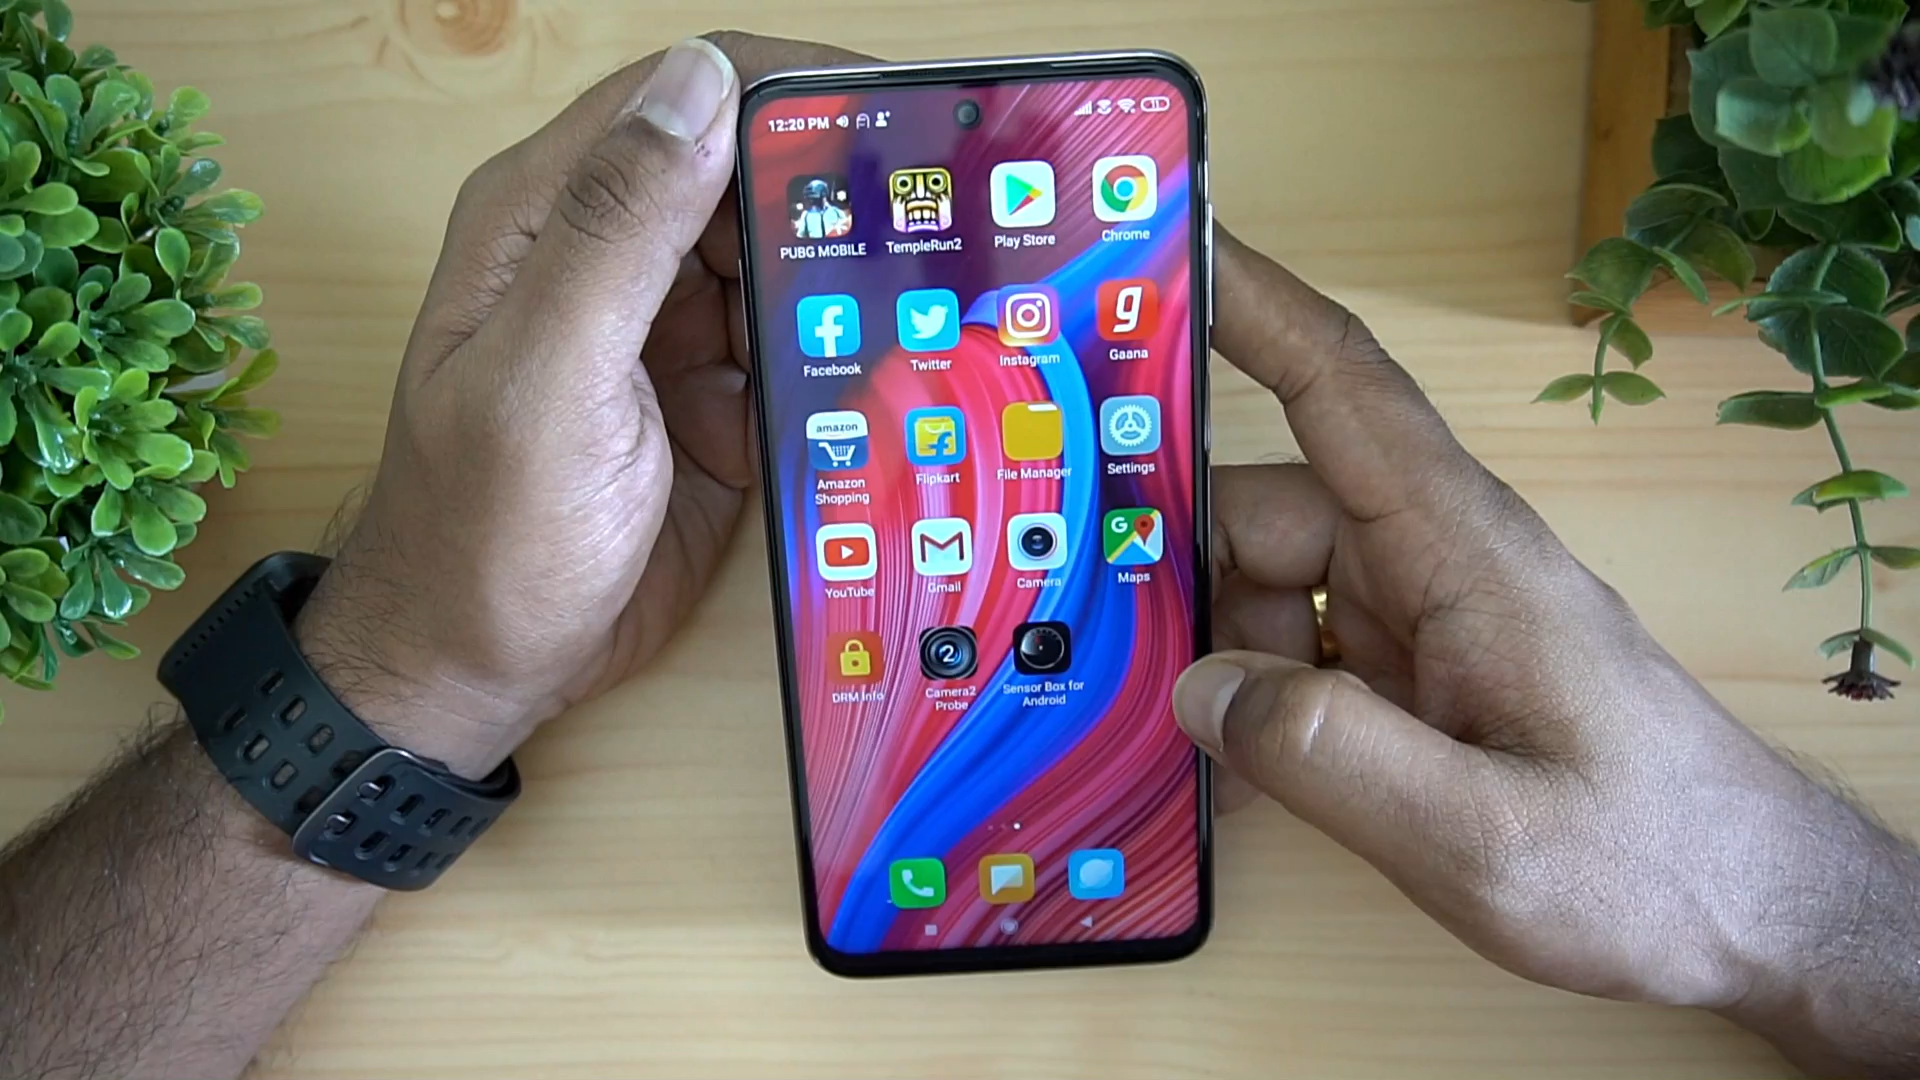 12:20 PM
PUBG MOBILE
TempleRun2
Play Store
Chrome
Facebook
Twitter
Instagram
g
Gaana
amazon
Amazon
Shopping
Flipkart
File Manager
Settings
YouTube
Gmail
Camera
G
Maps
DRM Info
2
Camera2
Probe
Sensor Box for
Android